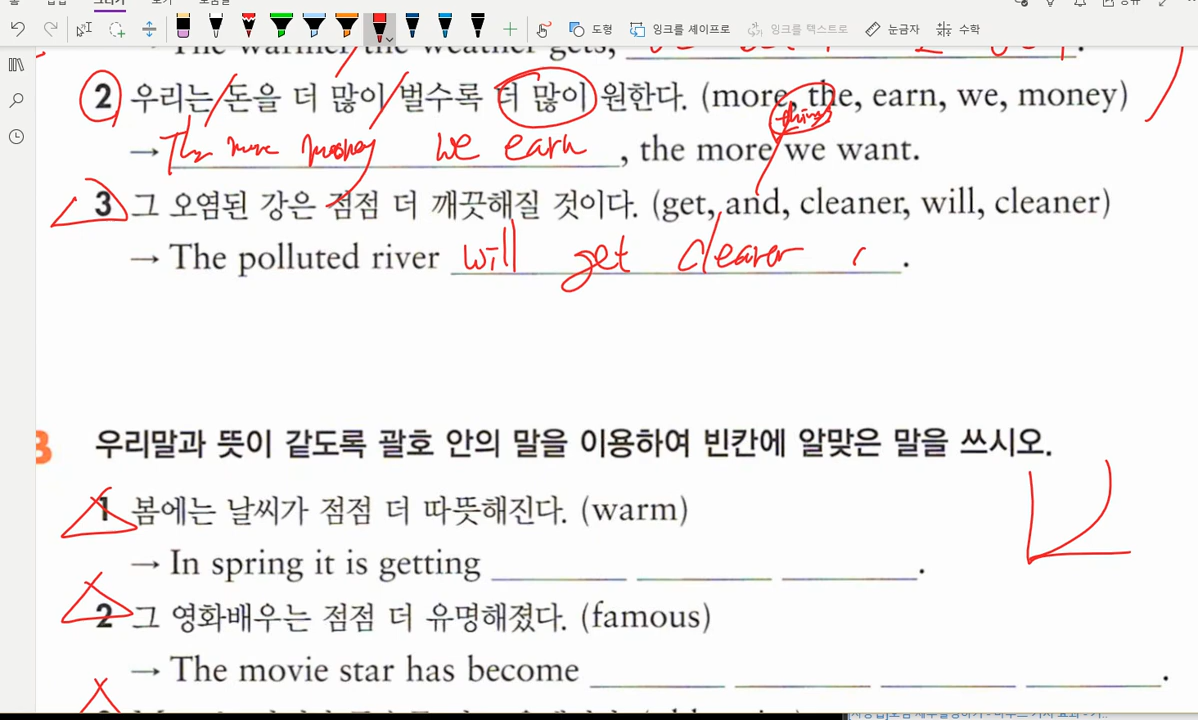 도형
잉크를 셰이프로
잉크를 텍스트로
눈금자
수학
The warmer the weather gets,
2 우리는 돈을 더 많이 벌수록 더 많이 원한다. (more, the, earn, we, money)
things
→ The more money we earn, the more we want.
3 그 오염된 강은 점점 더 깨끗해질 것이다. (get, and, cleaner, will, cleaner)
→ The polluted river will get clearer .
B 우리말과 뜻이 같도록 괄호 안의 말을 이용하여 빈칸에 알맞은 말을 쓰시오.
1 봄에는 날씨가 점점 더 따뜻해진다. (warm)
→ In spring it is getting .
2 그 영화배우는 점점 더 유명해졌다. (famous)
→ The movie star has become .